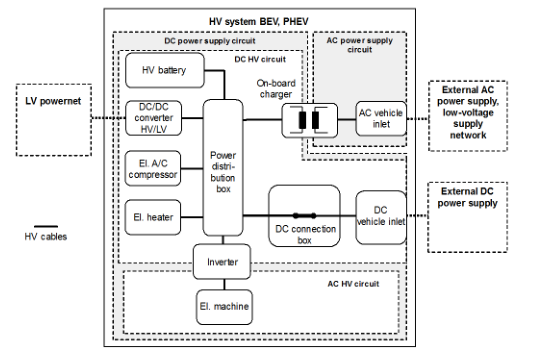 HV system BEV, PHEV
DC power supply circuit
AC power supply
circuit
DC HV circuit
HV battery
On-board
charger
LV powernet
DC/DC
converter
HV/LV
AC vehicle
inlet
External AC
power supply,
low-voltage
supply
network
El. A/C
compressor
Power
distri-
bution
box
El. heater
DC connection
box
DC
vehicle inlet
External DC
power supply
HV cables
Inverter
AC HV circuit
El. machine